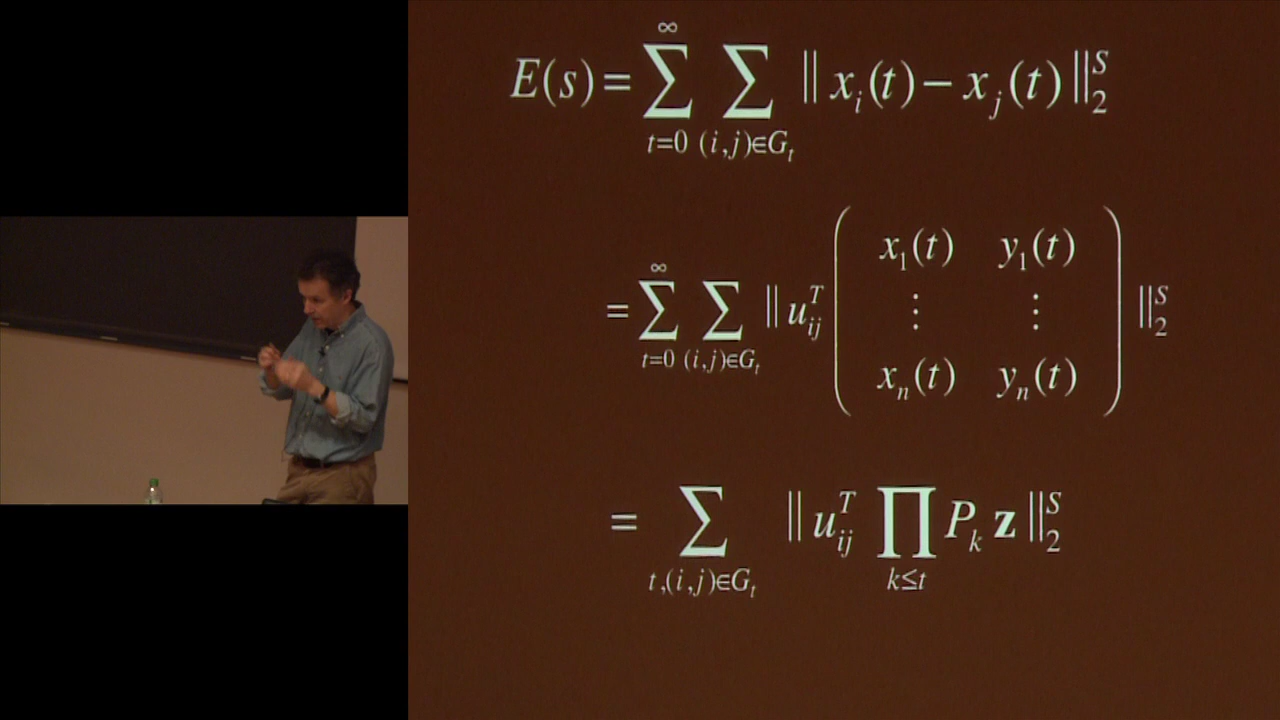 E(s) = ∑_{t=0}^{∞} ∑_{(i,j)∈G_t} ‖ x_i(t) − x_j(t) ‖_2^S
= ∑_{t=0}^{∞} ∑_{(i,j)∈G_t} ‖ u_{ij}^T ( x_1(t) y_1(t) ⋮ ⋮ x_n(t) y_n(t) ) ‖_2^S
= ∑_{t,(i,j)∈G_t} ‖ u_{ij}^T ∏_{k≤t} P_k z ‖_2^S